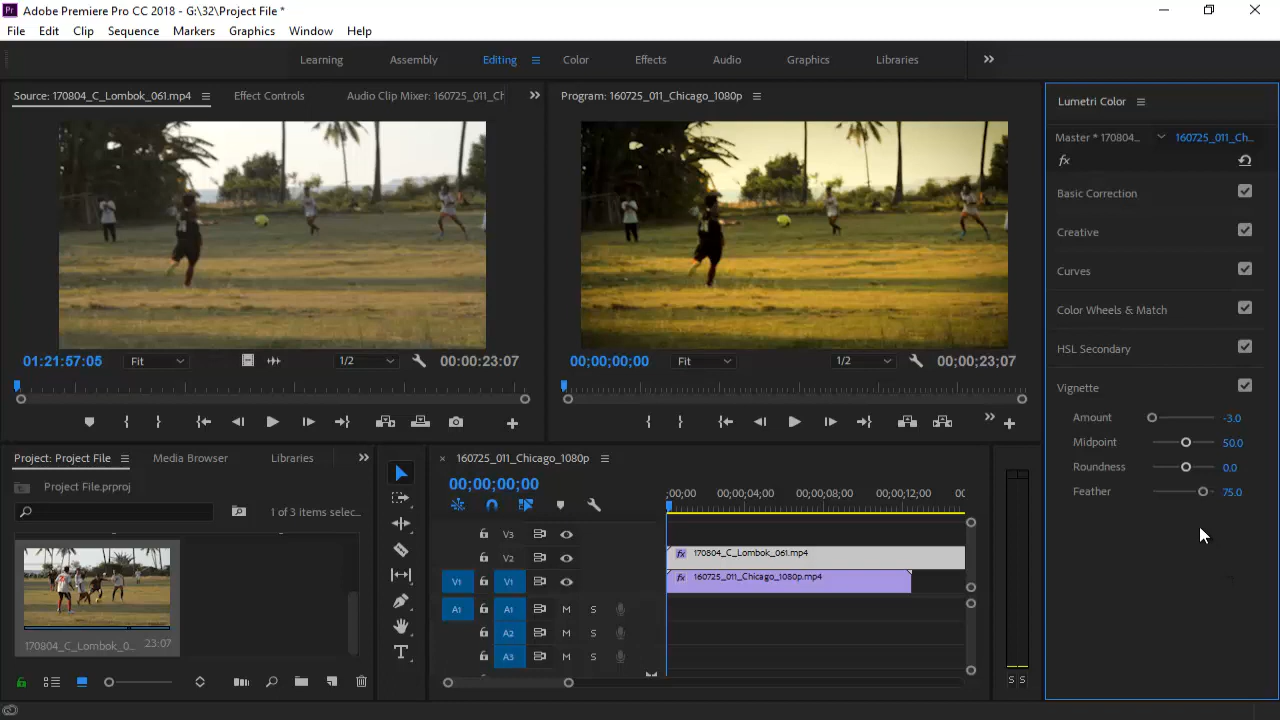 Pr Adobe Premiere Pro CC 2018 - G:\32\Project File *
File Edit Clip Sequence Markers Graphics Window Help
Learning Assembly Editing Color Effects Audio Graphics Libraries
Source: 170804_C_Lombok_061.mp4 Effect Controls Audio Clip Mixer: 160725_011_Ch
Program: 160725_011_Chicago_1080p
01:21:57:05 Fit 1/2 00:00:23:07
00;00;00;00 Fit 1/2 00;00;23;07
Lumetri Color
Master * 170804... 160725_011_Ch...
fx
Basic Correction
Creative
Curves
Color Wheels & Match
HSL Secondary
Vignette
Amount -3.0
Midpoint 50.0
Roundness 0.0
Feather 75.0
Project: Project File Media Browser Libraries
Project File.prproj
1 of 3 items selec...
170804_C_Lombok_0... 23:07
160725_011_Chicago_1080p
00;00;00;00
;00;00 00;00;04;00 00;00;08;00 00;00;12;00 00
V3
V2 fx 170804_C_Lombok_061.mp4
V1 V1 fx 160725_011_Chicago_1080p.mp4
A1 A1 M S
A2 M S
A3 M S
S S